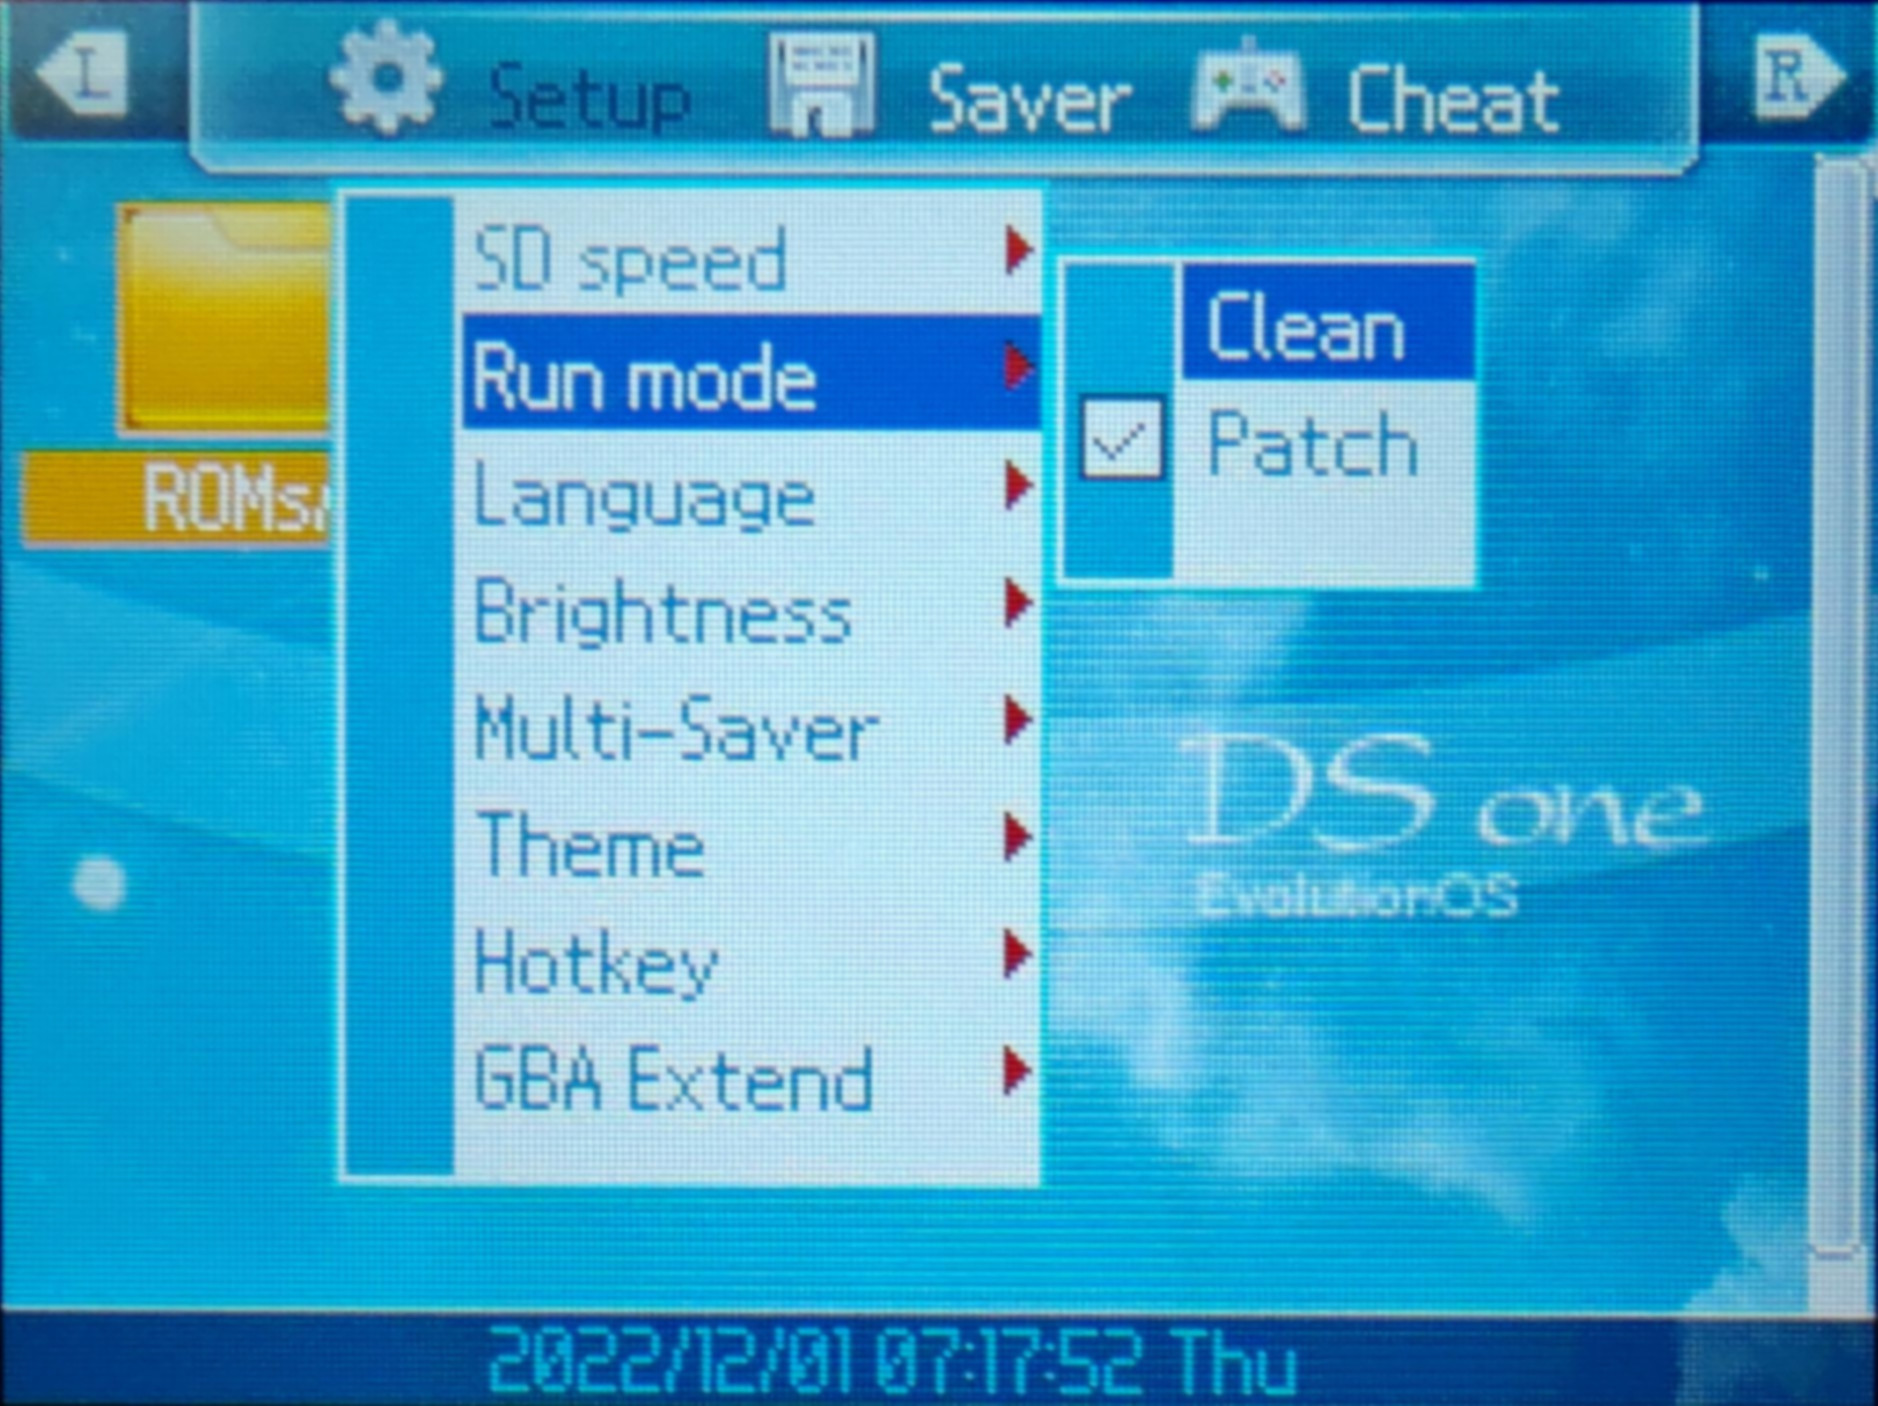 L
Setup
Saver
Cheat
R
ROMs
SD speed
Run mode
Language
Brightness
Multi-Saver
Theme
Hotkey
GBA Extend
Clean
Patch
DS one
EvolutionOS
2022/12/01 07:17:52 Thu